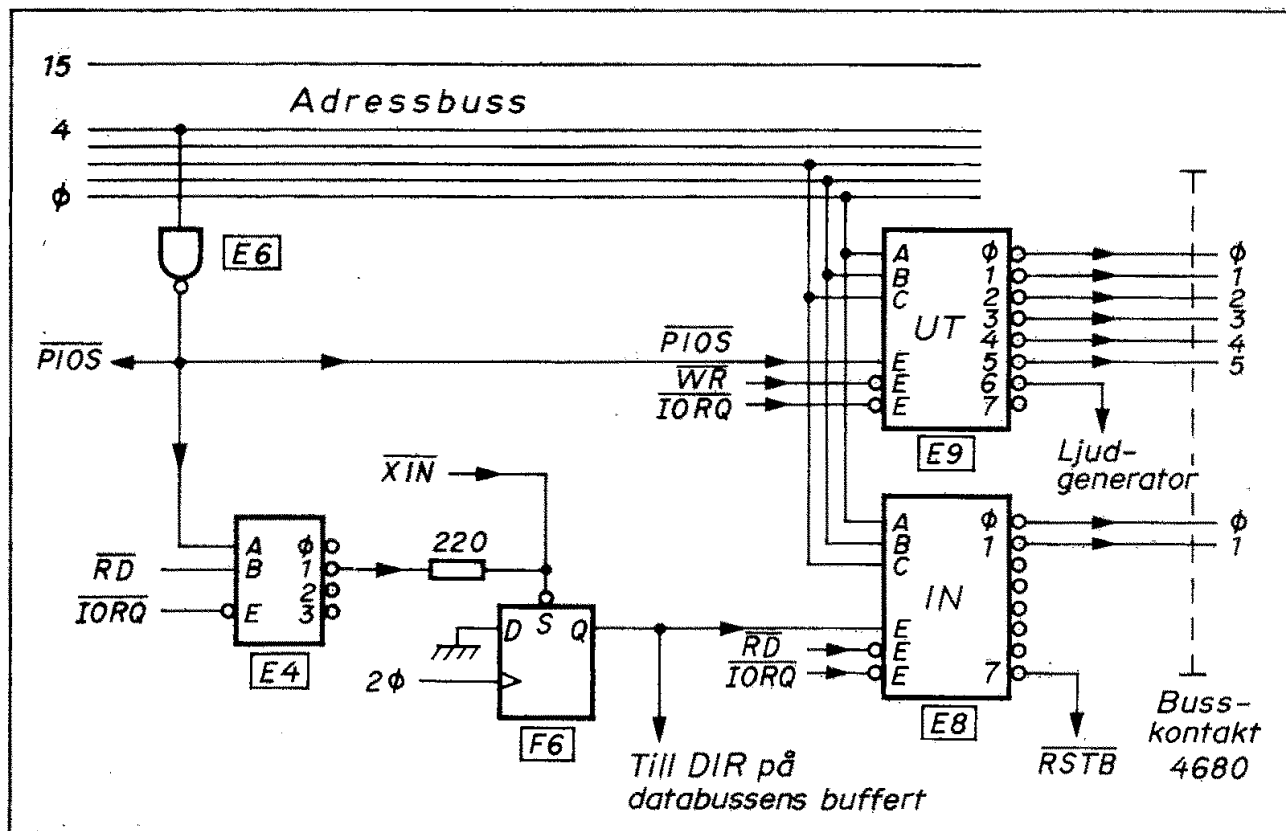 15
Adressbuss
4
φ
E6
PIOS
PIOS
WR
IORQ
A
B
C
UT
E
E
E
φ
1
2
3
4
5
6
7
φ
1
2
3
4
5
E9
Ljud-
generator
XIN
RD
IORQ
A
B
E
φ
1
2
3
E4
220
D
S
Q
2φ
F6
RD
IORQ
A
B
C
IN
E
E
E
φ
1
7
φ
1
E8
RSTB
Till DIR på
databussens buffert
Buss-
kontakt
4680